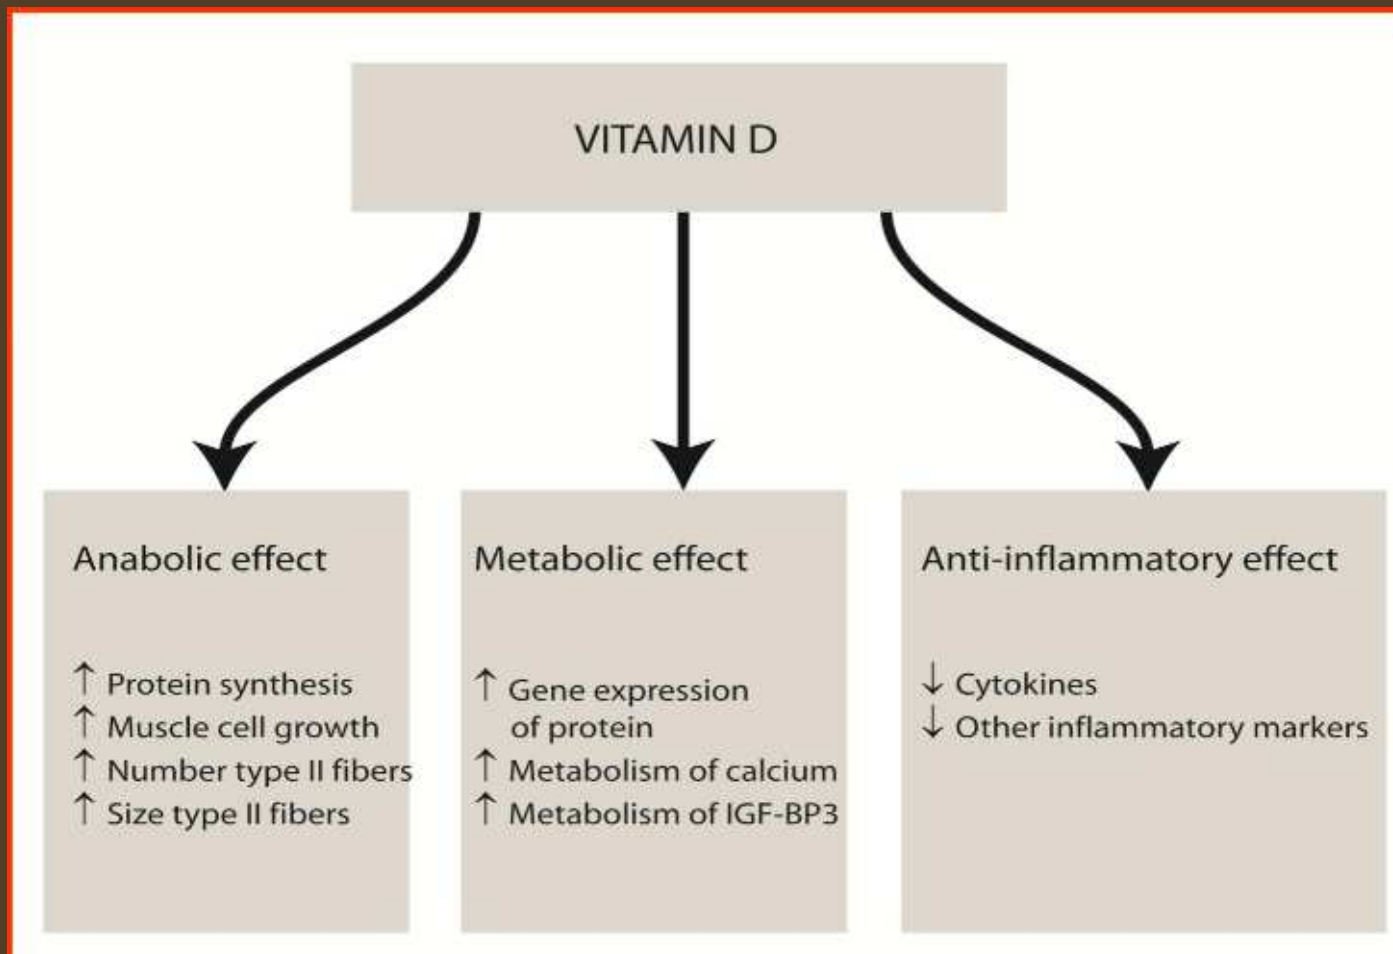 VITAMIN D
Anabolic effect
↑ Protein synthesis
↑ Muscle cell growth
↑ Number type II fibers
↑ Size type II fibers
Metabolic effect
↑ Gene expression
of protein
↑ Metabolism of calcium
↑ Metabolism of IGF-BP3
Anti-inflammatory effect
↓ Cytokines
↓ Other inflammatory markers